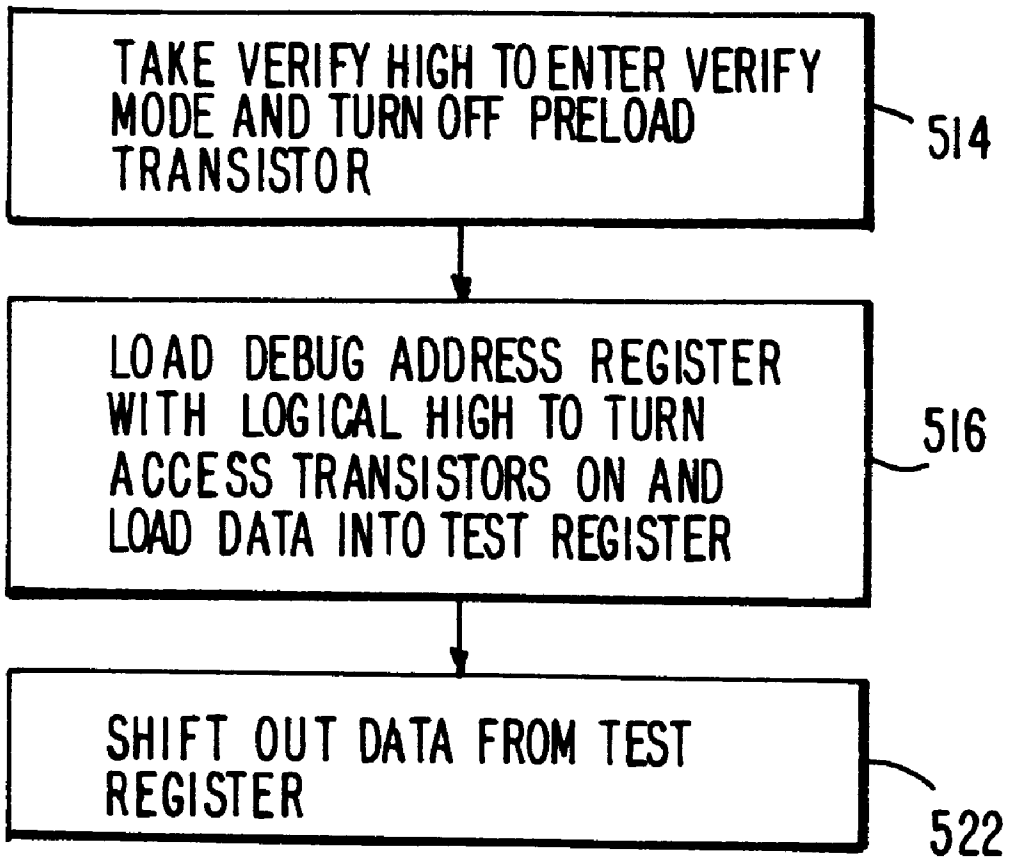 TAKE VERIFY HIGH TO ENTER VERIFY
MODE AND TURN OFF PRELOAD
TRANSISTOR
514
LOAD DEBUG ADDRESS REGISTER
WITH LOGICAL HIGH TO TURN
ACCESS TRANSISTORS ON AND
LOAD DATA INTO TEST REGISTER
516
SHIFT OUT DATA FROM TEST
REGISTER
522